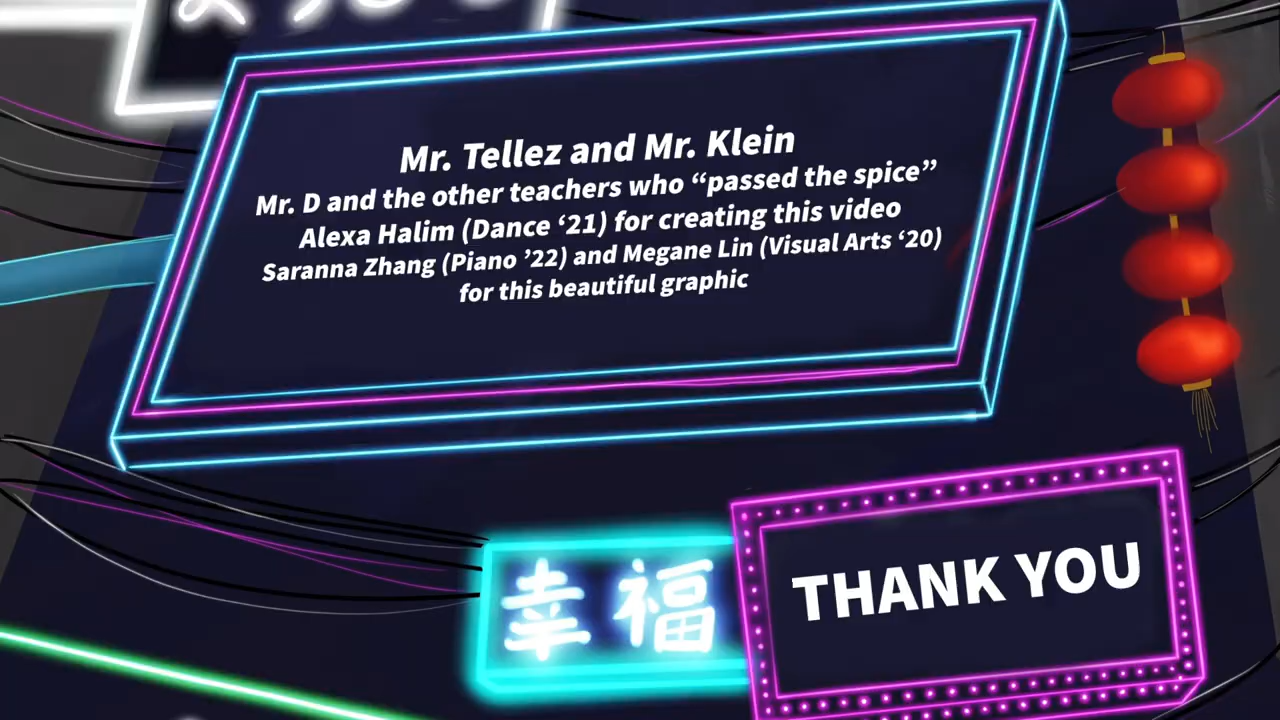 Mr. Tellez and Mr. Klein
Mr. D and the other teachers who “passed the spice”
Alexa Halim (Dance ‘21) for creating this video
Saranna Zhang (Piano ’22) and Megane Lin (Visual Arts ‘20)
for this beautiful graphic
幸福
THANK YOU